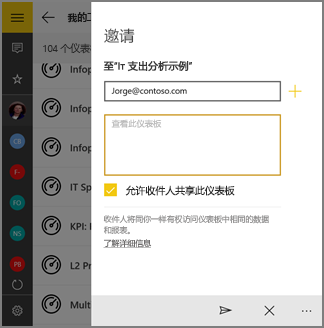 我的工
邀请
104 个仪表
至“IT 支出分析示例”
Infop
Jorge@contoso.com
Infop
查看此仪表板
CB
Infop
F-
IT Sp
允许收件人共享此仪表板
FO
KPI: F
收件人将同你一样有权访问仪表板中相同的数据
和报表。
NS
了解详细信息
L2 Pr
PB
Mult